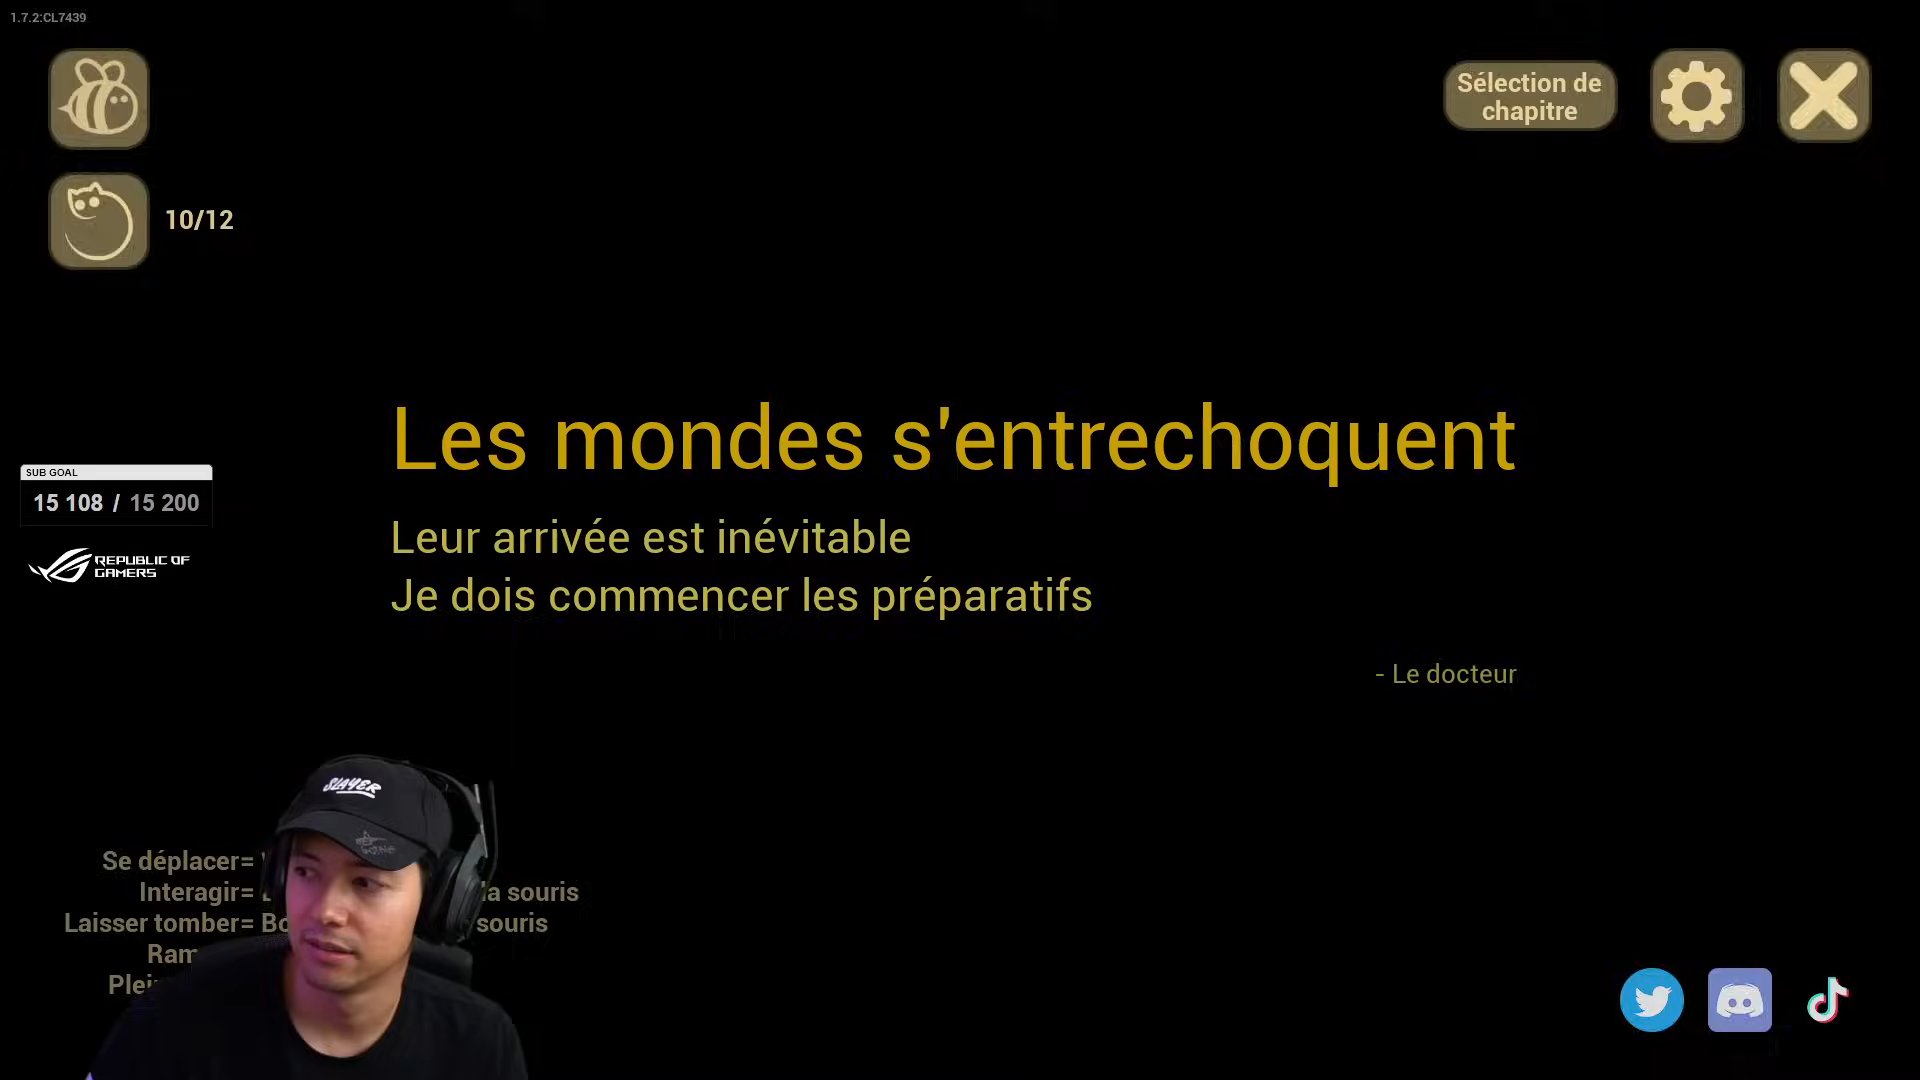 1.7.2:CL7439
Sélection de
chapitre
10/12
Les mondes s'entrechoquent
Leur arrivée est inévitable
Je dois commencer les préparatifs
- Le docteur
SUB GOAL
15 108 / 15 200
REPUBLIC OF
GAMERS
SLAYER
Se déplacer=
Interagir= la souris
Laisser tomber= souris